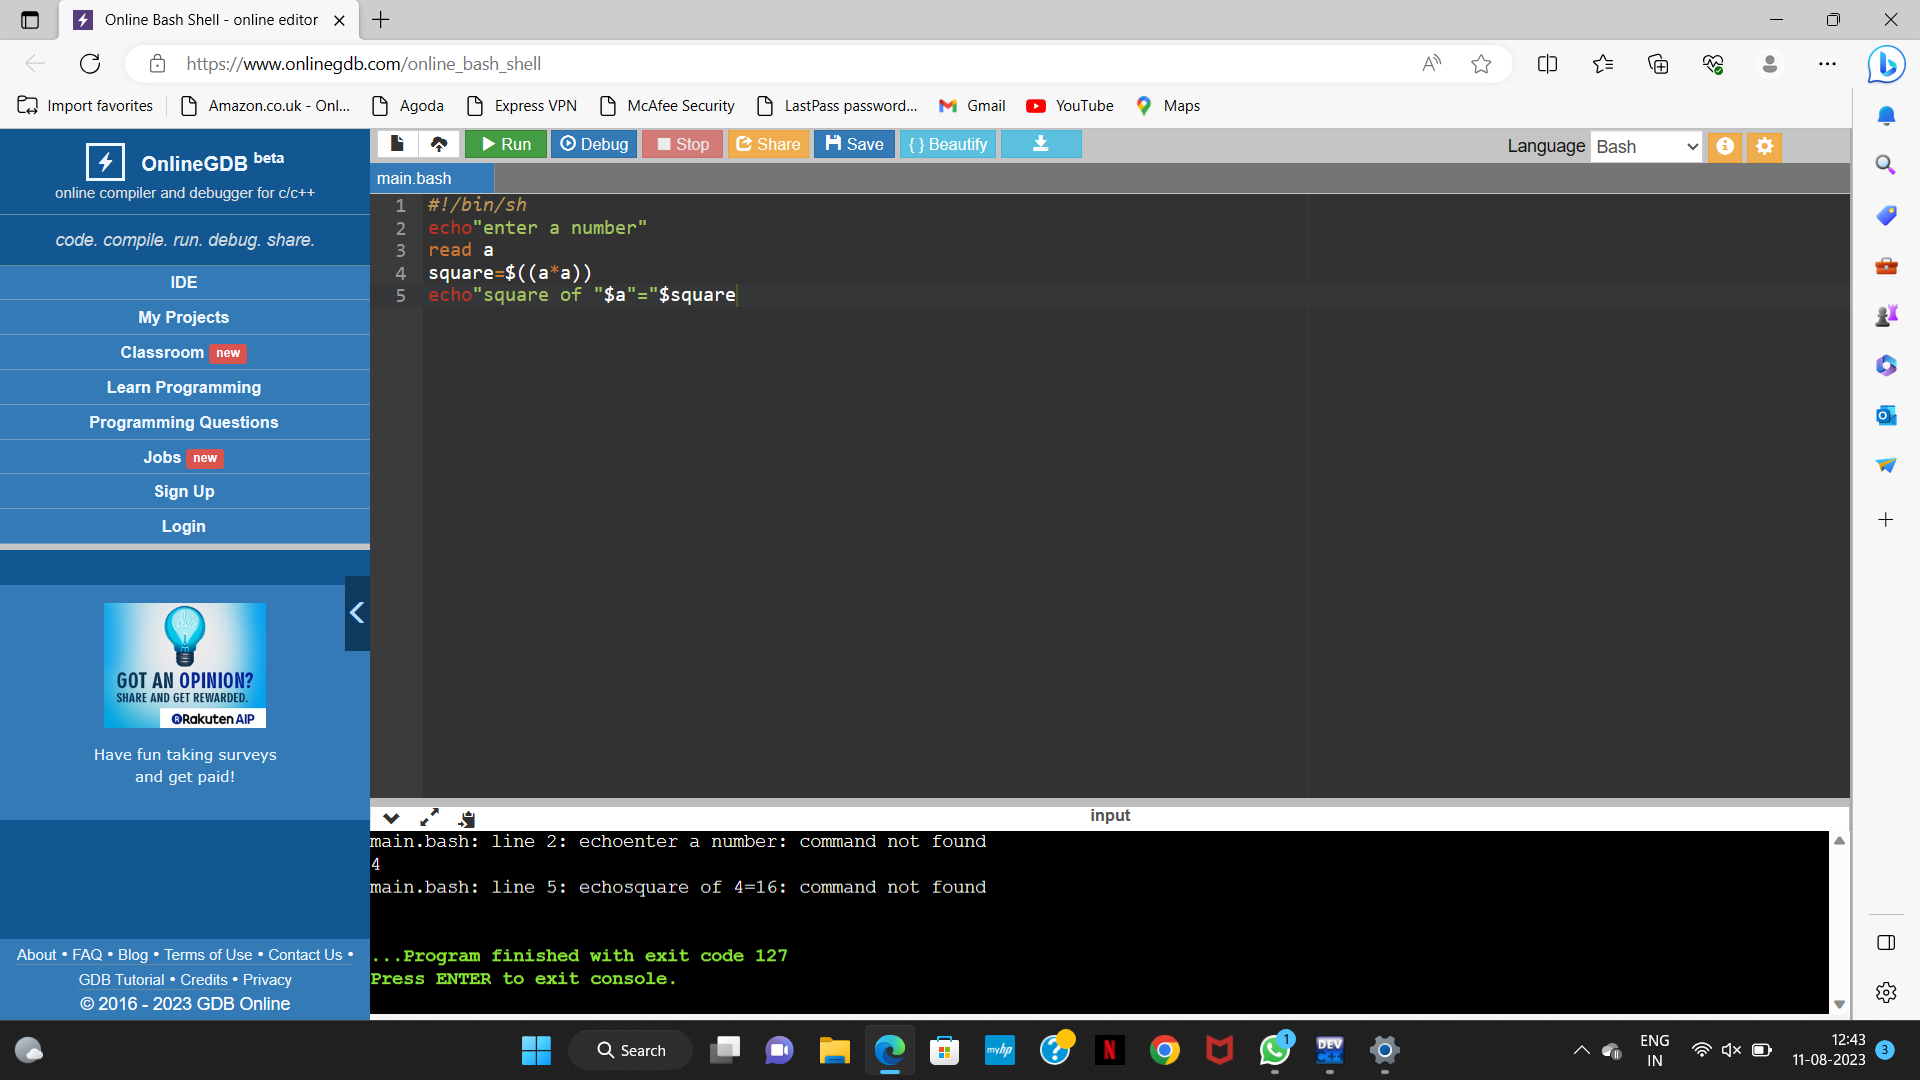 Online Bash Shell - online editor
https://www.onlinegdb.com/online_bash_shell
Import favorites
Amazon.co.uk - Onl...
Agoda
Express VPN
McAfee Security
LastPass password...
Gmail
YouTube
Maps
OnlineGDB beta
online compiler and debugger for c/c++
code. compile. run. debug. share.
IDE
My Projects
Classroom new
Learn Programming
Programming Questions
Jobs new
Sign Up
Login
GOT AN OPINION?
SHARE AND GET REWARDED.
Rakuten AIP
Have fun taking surveys
and get paid!
About • FAQ • Blog • Terms of Use • Contact Us •
GDB Tutorial • Credits • Privacy
© 2016 - 2023 GDB Online
Run
Debug
Stop
Share
Save
{ } Beautify
Language Bash
main.bash
1 #!/bin/sh
2 echo"enter a number"
3 read a
4 square=$((a*a))
5 echo"square of "$a"="$square
input
main.bash: line 2: echoenter a number: command not found
4
main.bash: line 5: echosquare of 4=16: command not found
...Program finished with exit code 127
Press ENTER to exit console.
Search
myhp
N
1
DEV
ENG
IN
12:43
11-08-2023
3